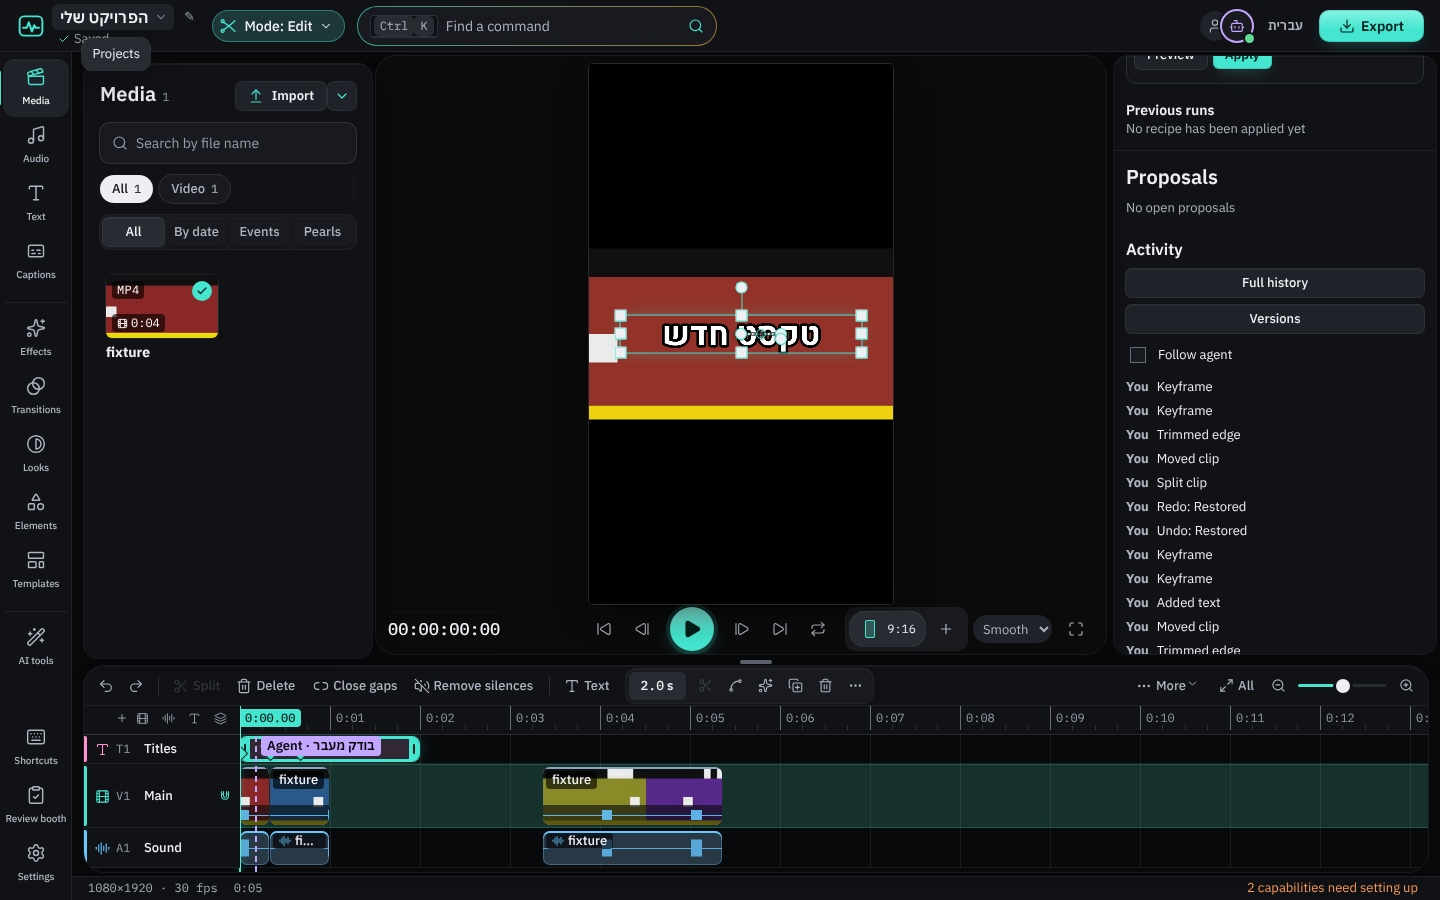 הפרויקט שלי
Saved
Projects
Mode: Edit
Ctrl K Find a command
עברית
Export
Media
Audio
Text
Captions
Effects
Transitions
Looks
Elements
Templates
AI tools
Shortcuts
Review booth
Settings
Media 1
Import
Search by file name
All 1 Video 1
All By date Events Pearls
MP4
0:04
fixture
טקסט חדש
00:00:00:00
9:16
Smooth
Preview Apply
Previous runs
No recipe has been applied yet
Proposals
No open proposals
Activity
Full history
Versions
Follow agent
You Keyframe
You Keyframe
You Trimmed edge
You Moved clip
You Split clip
You Redo: Restored
You Undo: Restored
You Keyframe
You Keyframe
You Added text
You Moved clip
You Trimmed edge
Split Delete Close gaps Remove silences Text 2.0s More All
0:00.00 0:01 0:02 0:03 0:04 0:05 0:06 0:07 0:08 0:09 0:10 0:11 0:12
T1 Titles
Agent · בודק מעבר
V1 Main
fixture
fixture
A1 Sound
fi...
fixture
1080×1920 · 30 fps 0:05
2 capabilities need setting up